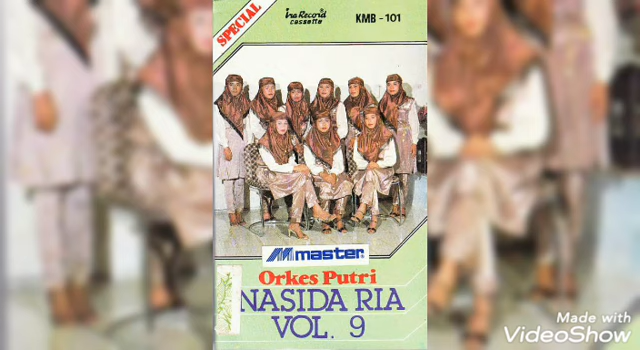 SPECIAL
Ina Record
cassette
KMB - 101
master
Orkes Putri
NASIDA RIA
VOL. 9
Made with
VideoShow